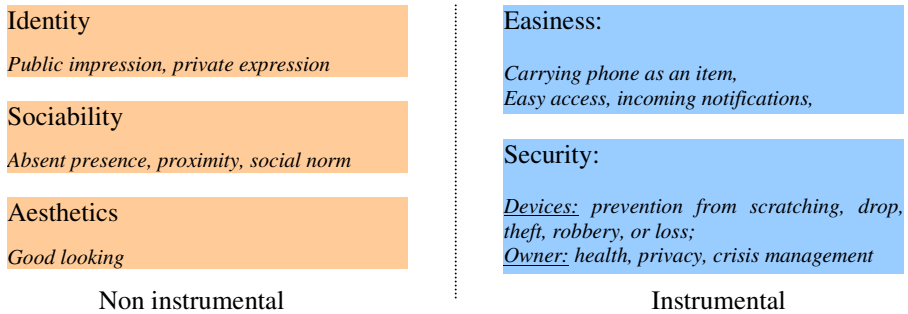 Identity
Public impression, private expression
Sociability
Absent presence, proximity, social norm
Aesthetics
Good looking
Non instrumental
Easiness:
Carrying phone as an item,
Easy access, incoming notifications,
Security:
Devices: prevention from scratching, drop,
theft, robbery, or loss;
Owner: health, privacy, crisis management
Instrumental